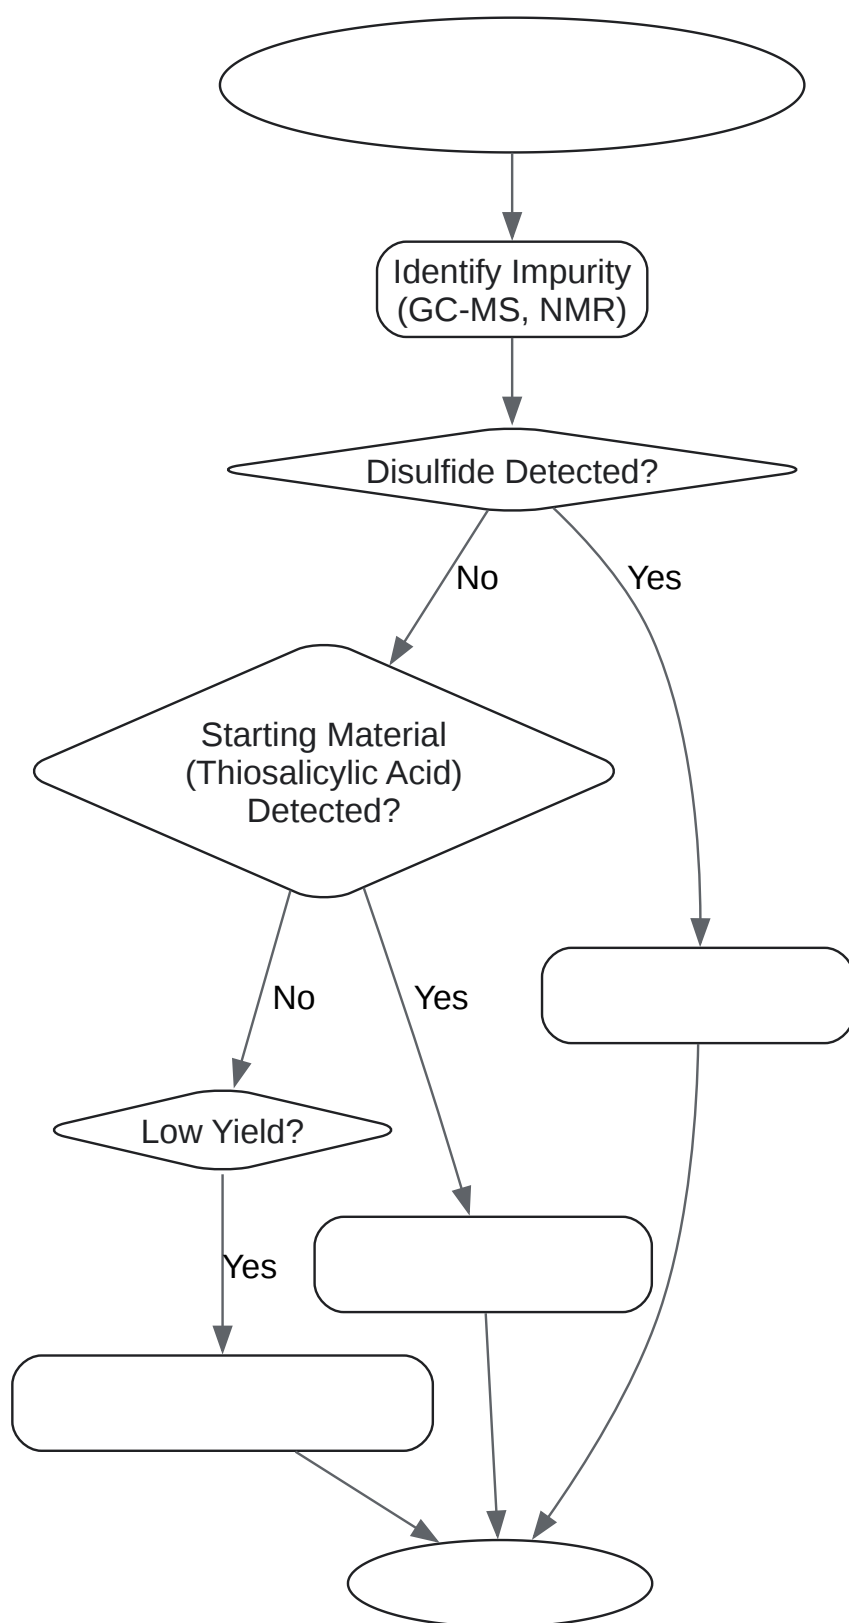 Identify Impurity
(GC-MS, NMR)
Disulfide Detected?
No
Yes
Starting Material
(Thiosalicylic Acid)
Detected?
No
Yes
Low Yield?
Yes